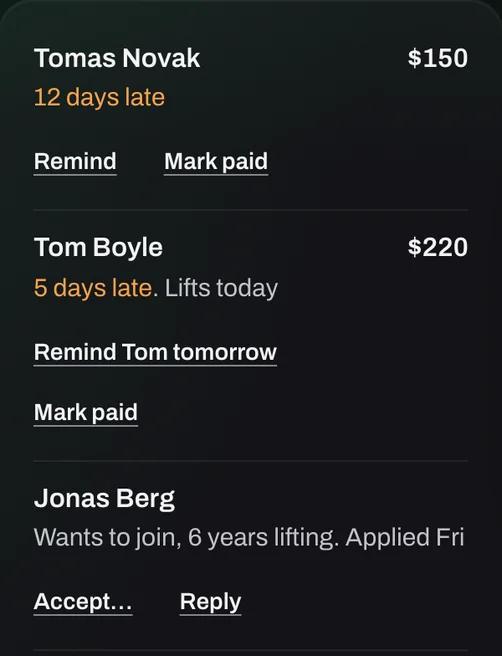 Tomas Novak $150
12 days late
Remind Mark paid
Tom Boyle $220
5 days late. Lifts today
Remind Tom tomorrow
Mark paid
Jonas Berg
Wants to join, 6 years lifting. Applied Fri
Accept… Reply